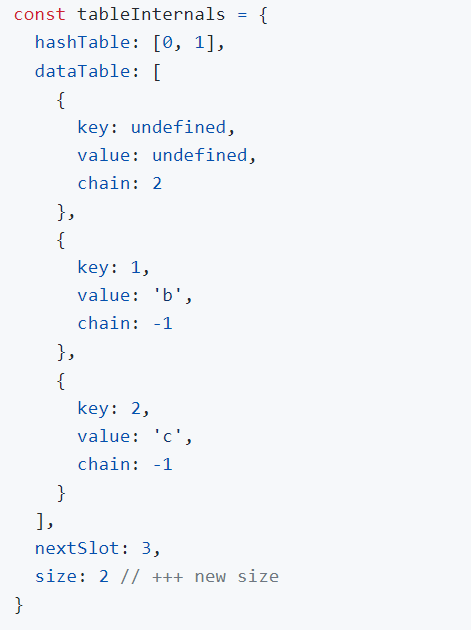 const tableInternals = {
  hashTable: [0, 1],
  dataTable: [
    {
      key: undefined,
      value: undefined,
      chain: 2
    },
    {
      key: 1,
      value: 'b',
      chain: -1
    },
    {
      key: 2,
      value: 'c',
      chain: -1
    }
  ],
  nextSlot: 3,
  size: 2 // +++ new size
}